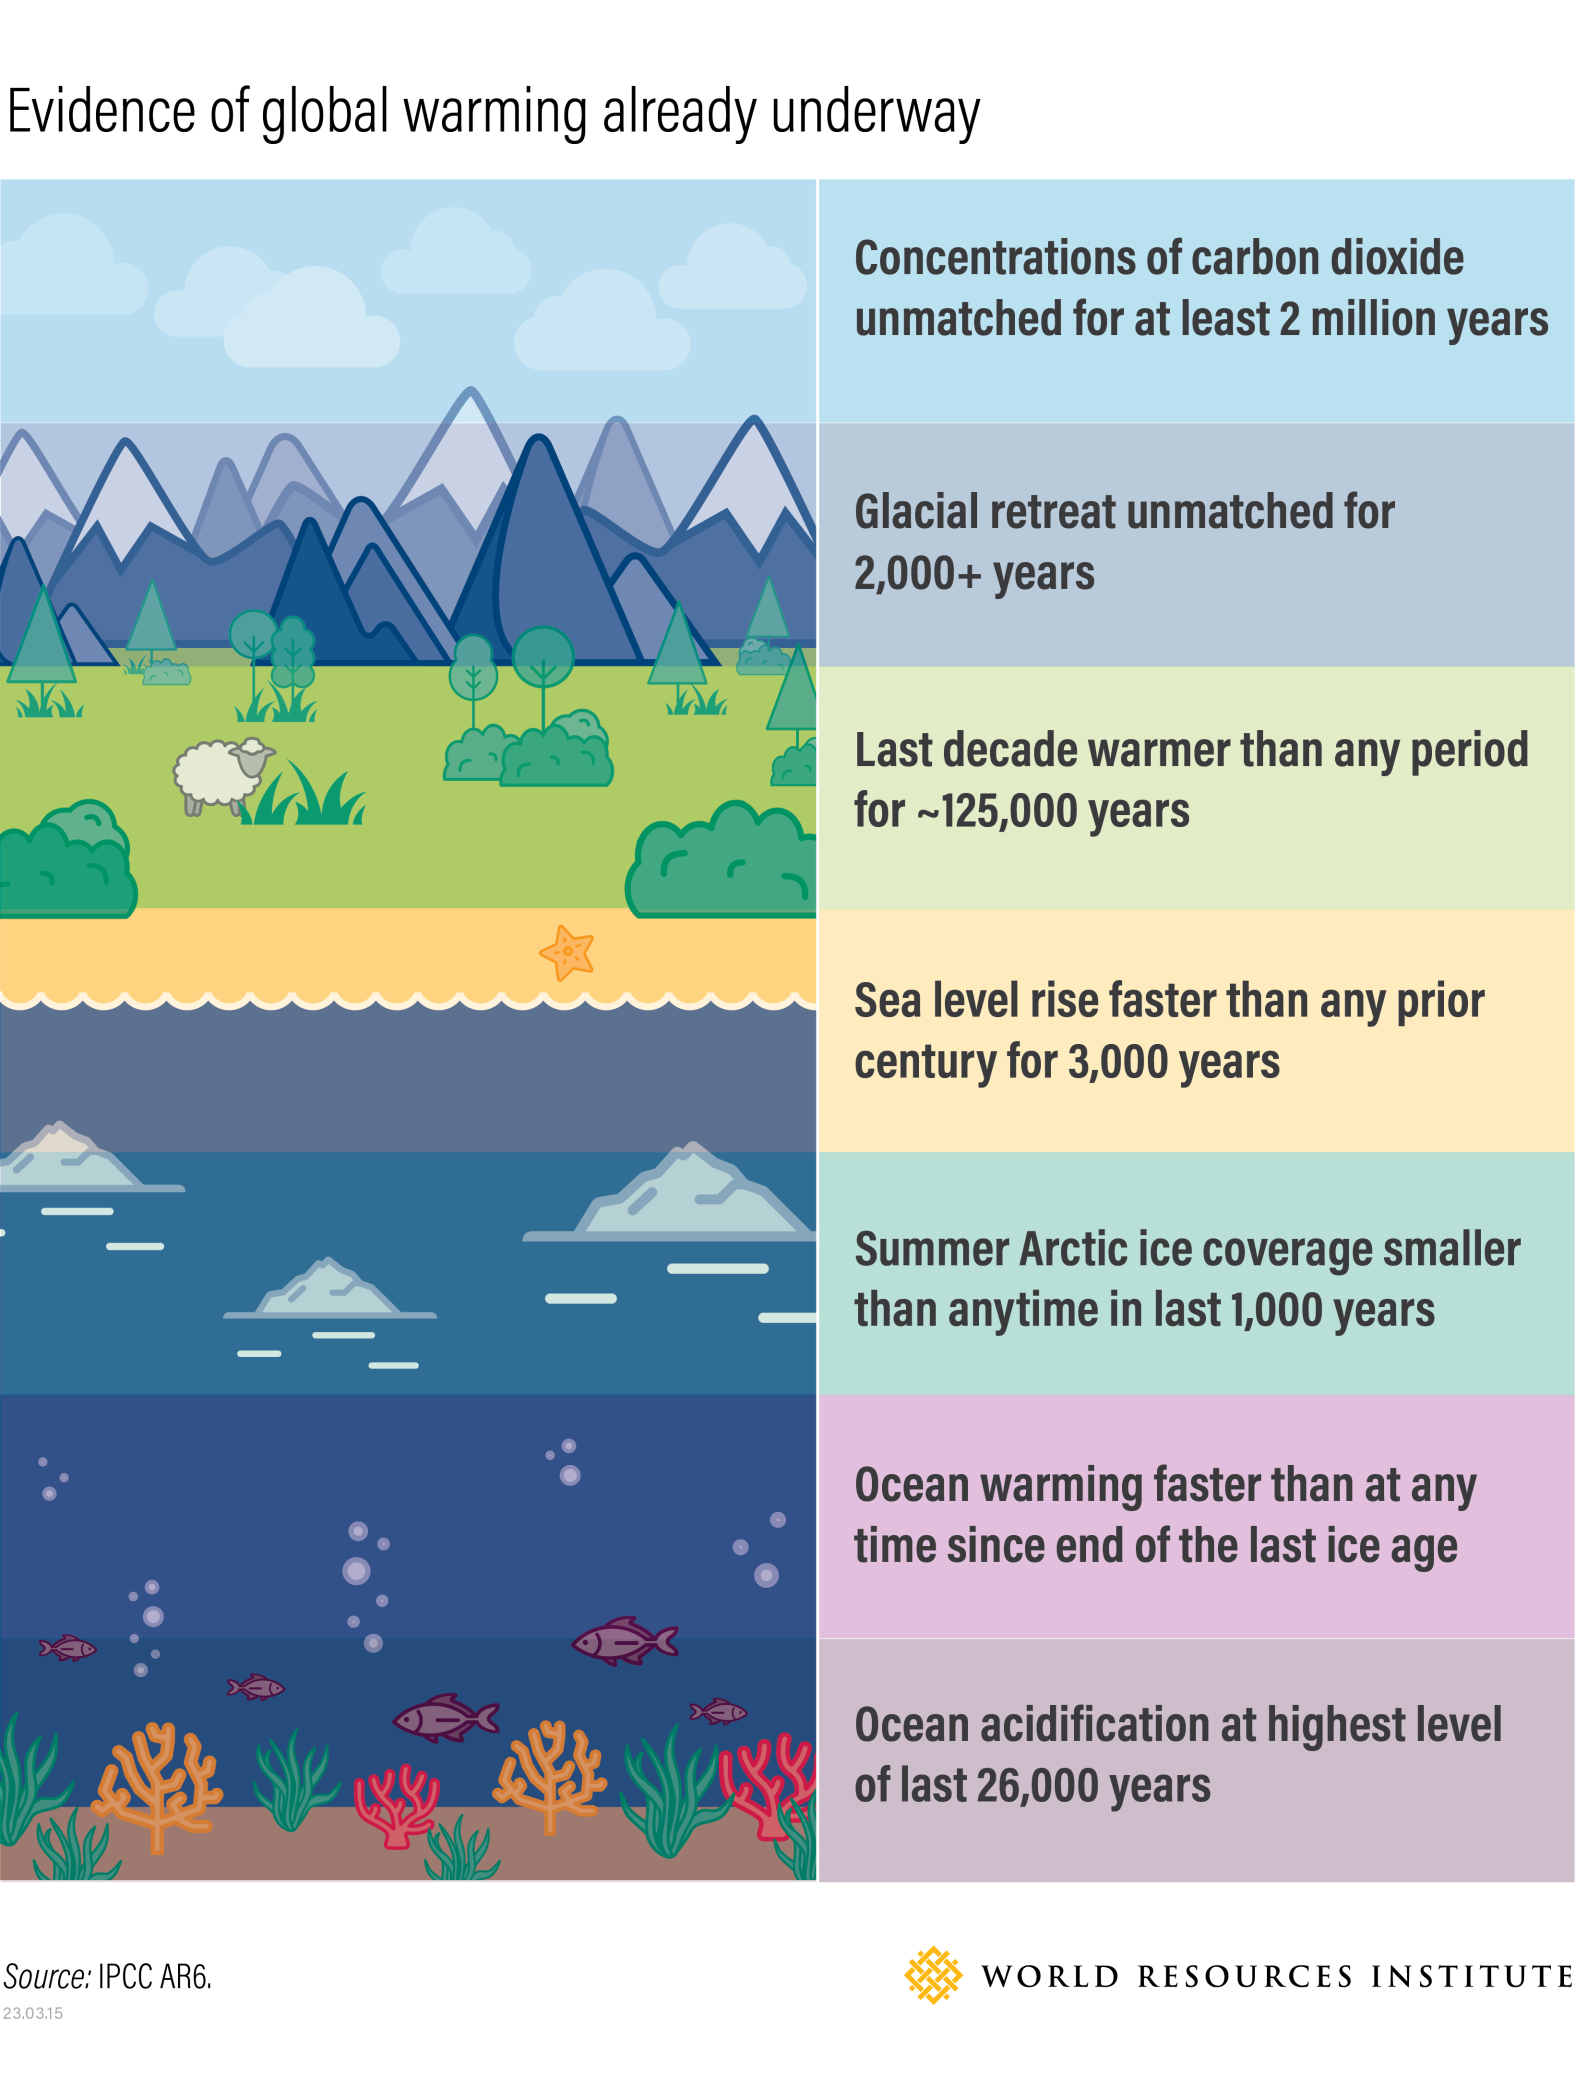 Evidence of global warming already underway
Concentrations of carbon dioxide
unmatched for at least 2 million years
Glacial retreat unmatched for
2,000+ years
Last decade warmer than any period
for ~125,000 years
Sea level rise faster than any prior
century for 3,000 years
Summer Arctic ice coverage smaller
than anytime in last 1,000 years
Ocean warming faster than at any
time since end of the last ice age
Ocean acidification at highest level
of last 26,000 years
Source: IPCC AR6.
23.03.15
WORLD RESOURCES INSTITUTE